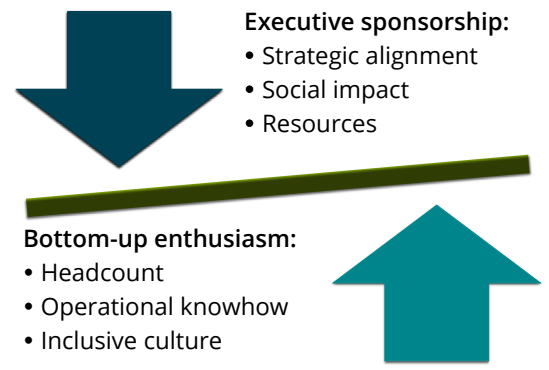 Executive sponsorship:
• Strategic alignment
• Social impact
• Resources
Bottom-up enthusiasm:
• Headcount
• Operational knowhow
• Inclusive culture